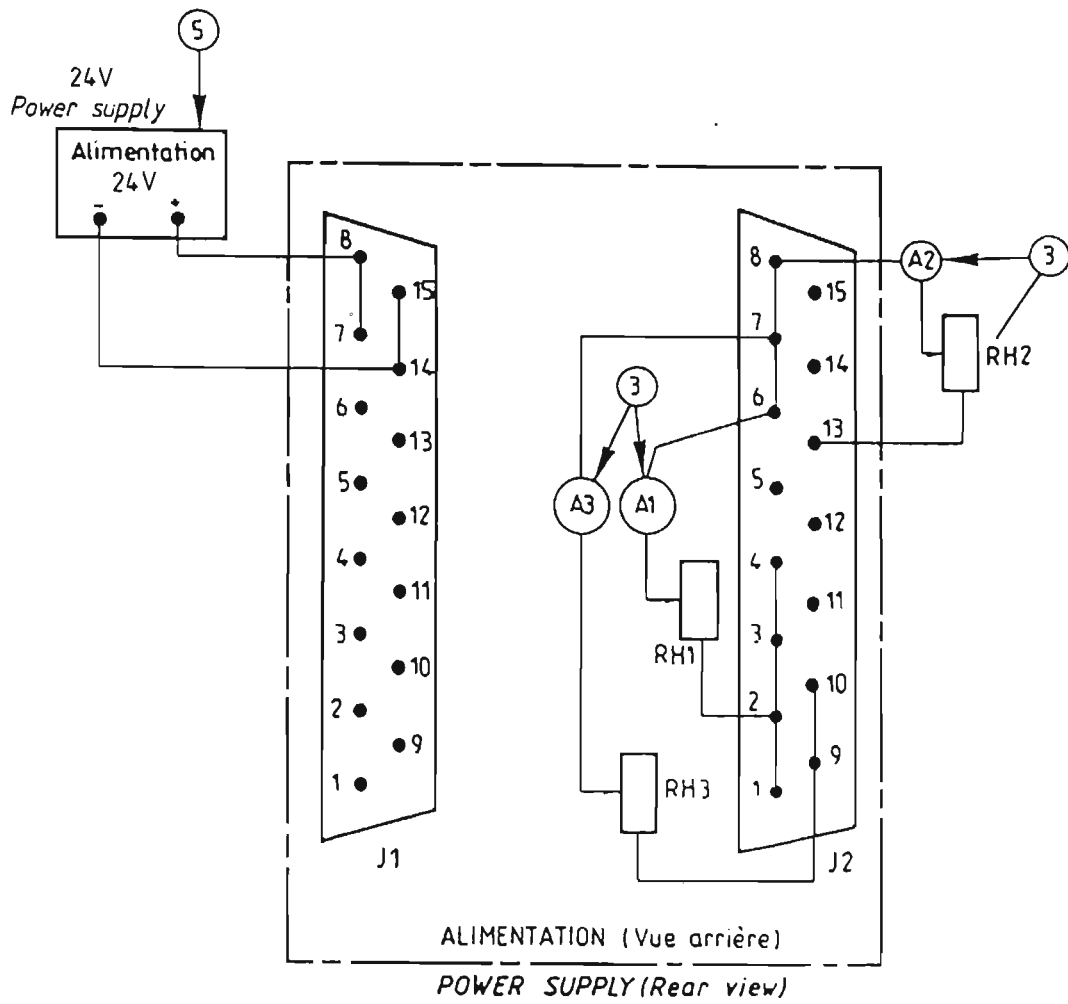 5
24V
Power supply
Alimentation
24V
- +
8
15
7
14
6
13
5
12
4
11
3
10
2
9
1
J1
8
15
7
14
6
13
5
12
4
11
3
10
2
9
1
J2
A2
3
RH2
3
A3
A1
RH1
RH3
ALIMENTATION (Vue arrière)
POWER SUPPLY (Rear view)